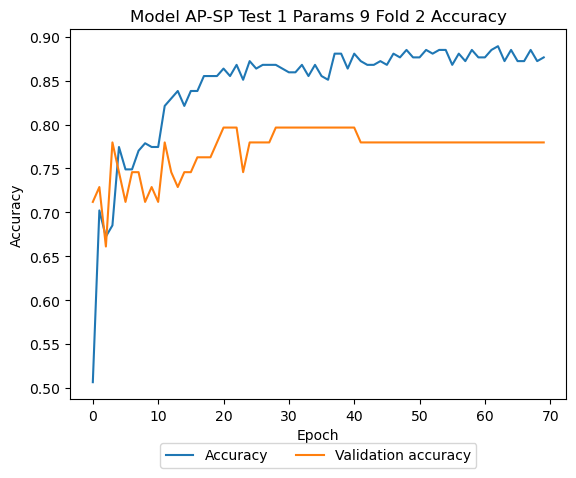 Model AP-SP Test 1 Params 9 Fold 2 Accuracy
0.90
0.85
0.80
0.75
0.70
0.65
0.60
0.55
0.50
Accuracy
0 10 20 30 40 50 60 70
Epoch
Accuracy Validation accuracy